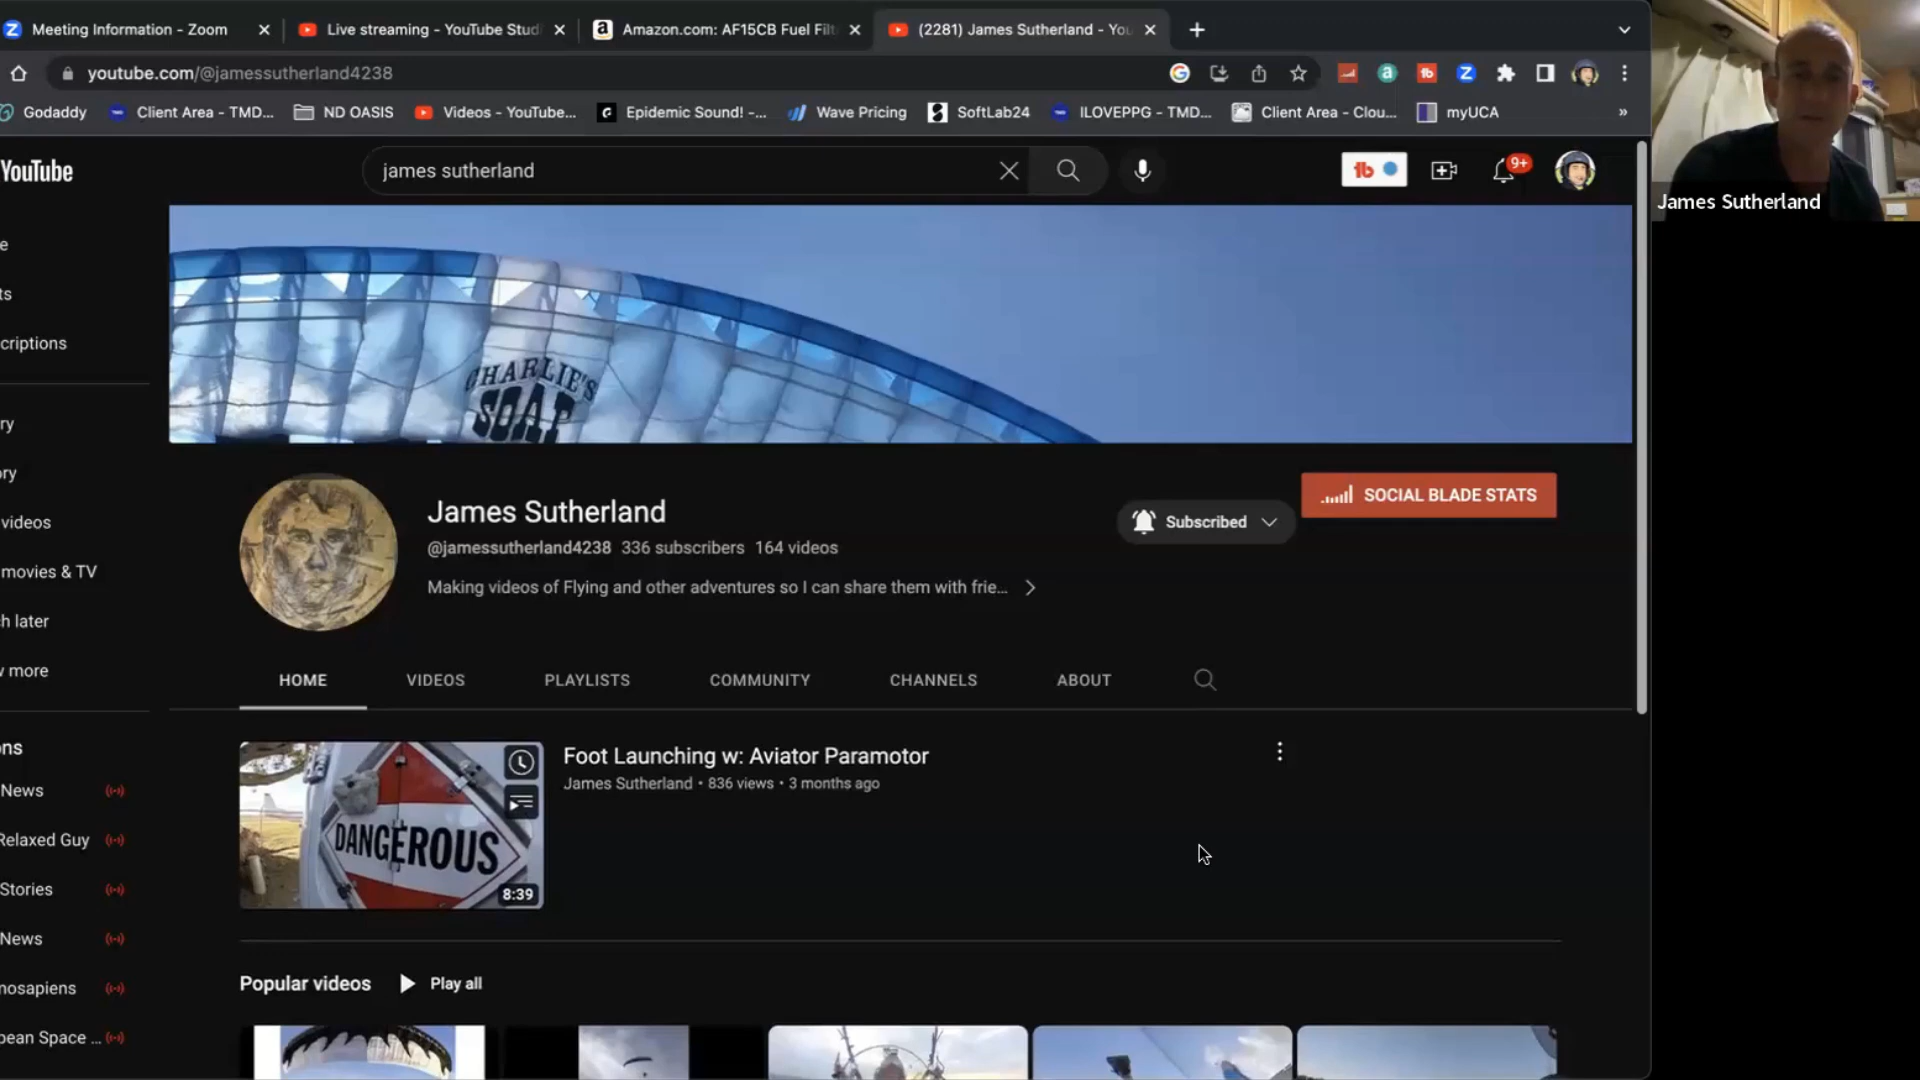 Meeting Information - Zoom
Live streaming - YouTube Stud
Amazon.com: AF15CB Fuel Filt
(2281) James Sutherland - You
youtube.com/@jamessutherland4238
Godaddy
Client Area - TMD...
ND OASIS
Videos - YouTube...
Epidemic Sound! -...
Wave Pricing
SoftLab24
ILOVEPPG - TMD...
Client Area - Clou...
myUCA
»
YouTube
james sutherland
tb
9+
James Sutherland
CHARLIE'S
SOAP
James Sutherland
@jamessutherland4238 336 subscribers 164 videos
Making videos of Flying and other adventures so I can share them with frie...
Subscribed
SOCIAL BLADE STATS
HOME
VIDEOS
PLAYLISTS
COMMUNITY
CHANNELS
ABOUT
e
ts
criptions
ry
ory
videos
movies & TV
h later
w more
ons
News
Relaxed Guy
Stories
News
nosapiens
pean Space ...
DANGEROUS
8:39
Foot Launching w: Aviator Paramotor
James Sutherland • 836 views • 3 months ago
Popular videos
Play all